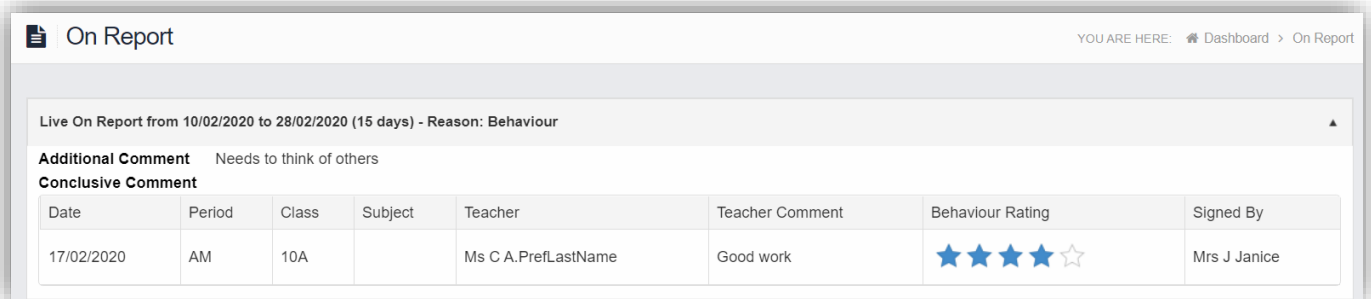 On Report
YOU ARE HERE: Dashboard > On Report
Live On Report from 10/02/2020 to 28/02/2020 (15 days) - Reason: Behaviour
Additional Comment Needs to think of others
Conclusive Comment
Date Period Class Subject Teacher Teacher Comment Behaviour Rating Signed By
17/02/2020 AM 10A Ms C A.PrefLastName Good work Mrs J Janice